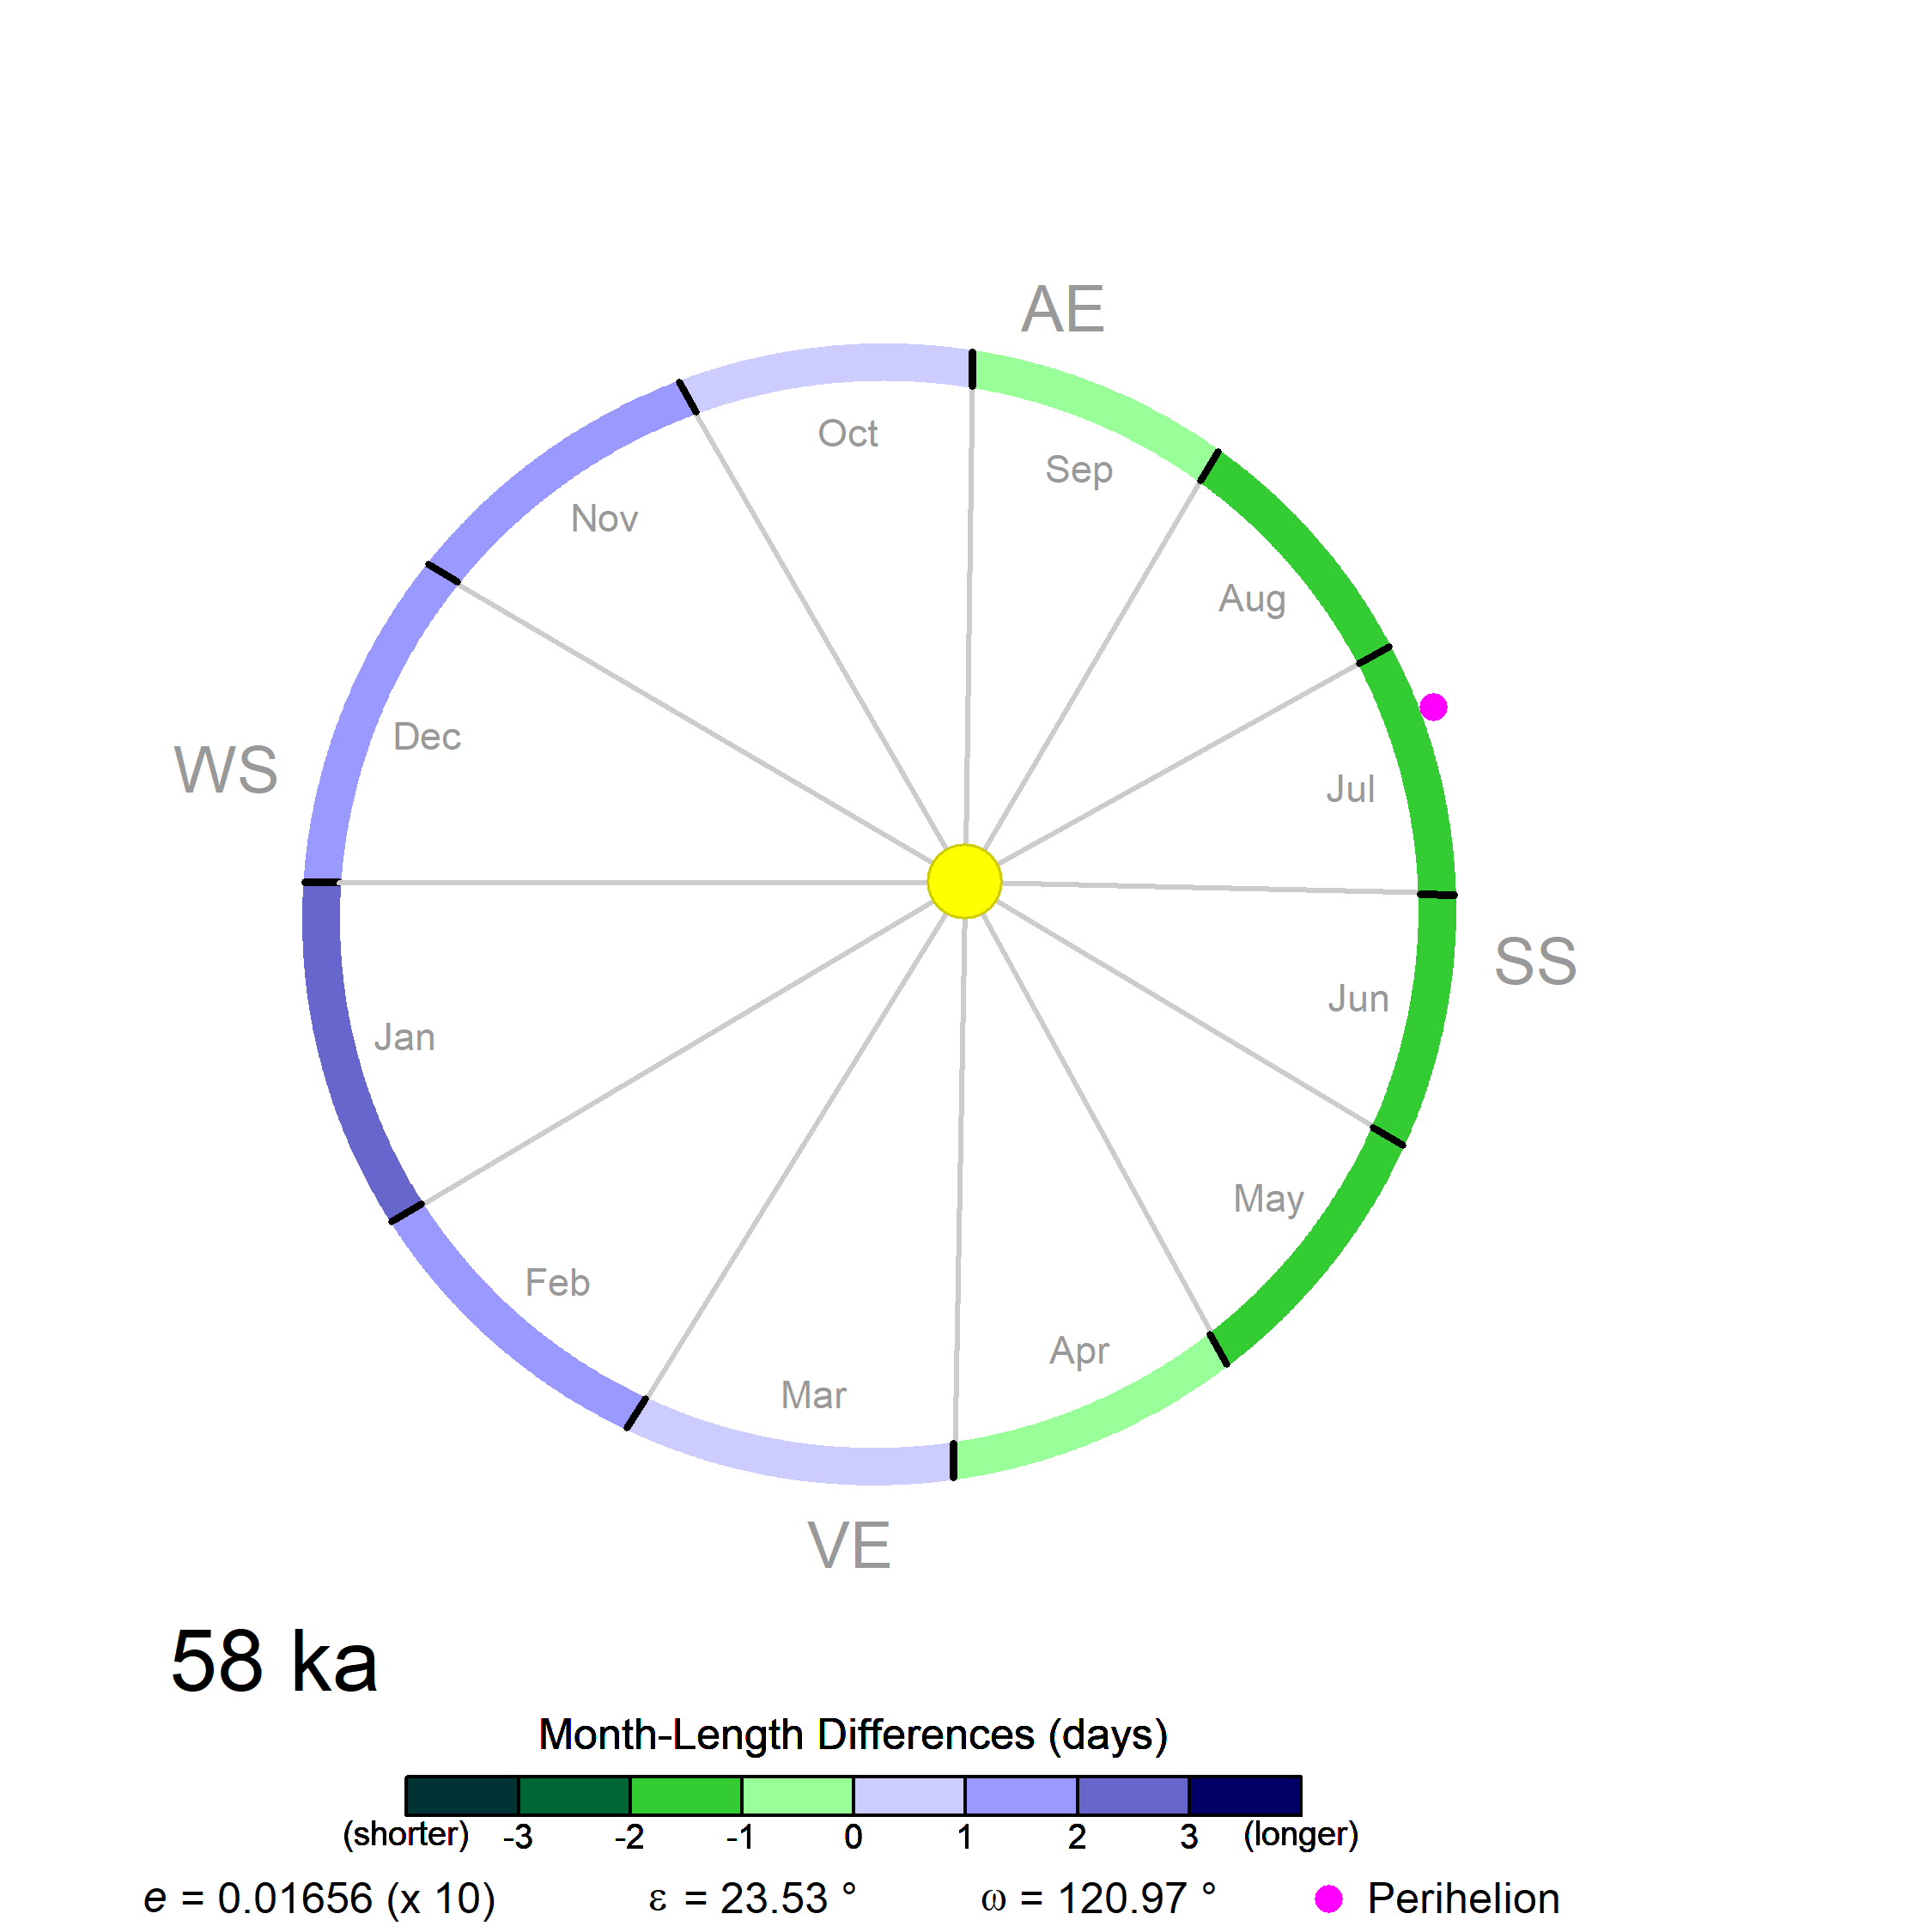 AE
Oct
Sep
Nov
Aug
Dec
WS
Jul
SS
Jun
Jan
May
Feb
Apr
Mar
VE
58 ka
Month-Length Differences (days)
(shorter) -3 -2 -1 0 1 2 3 (longer)
e = 0.01656 (x 10) ε = 23.53 ° ω = 120.97 ° Perihelion